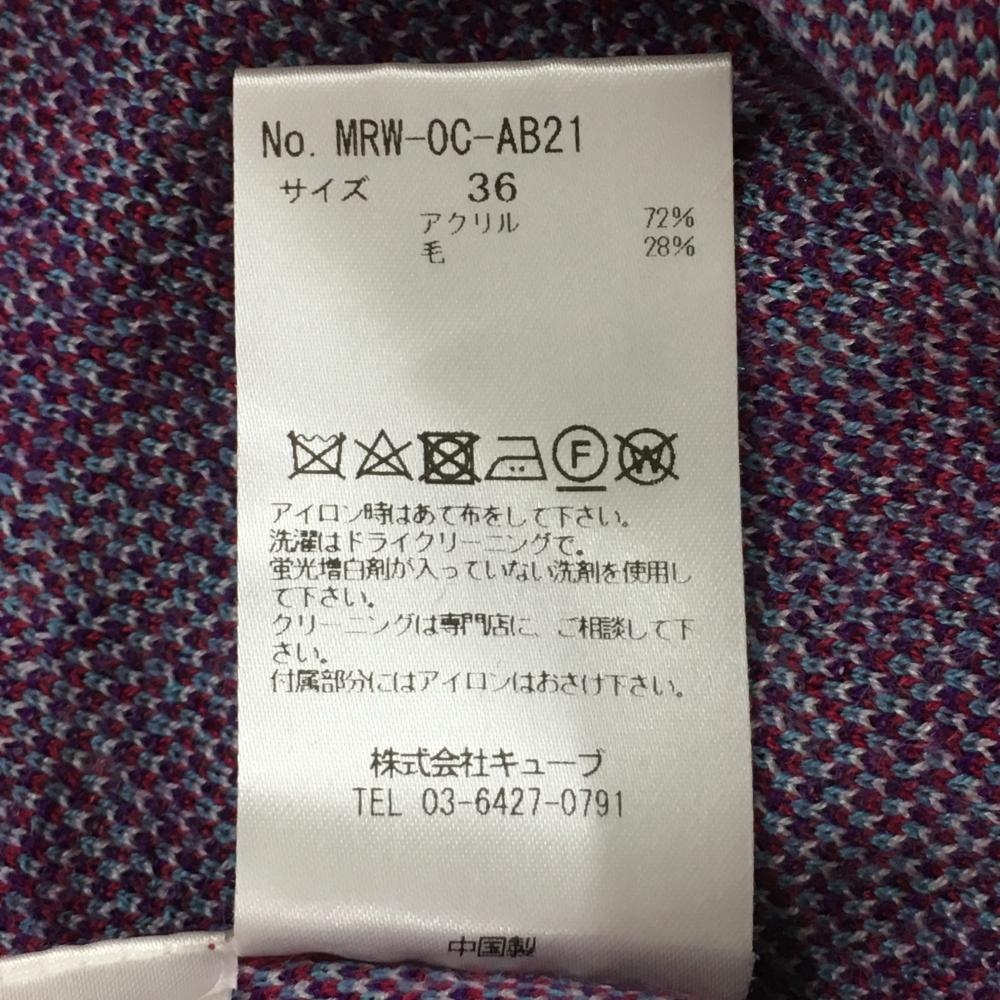 No. MRW-OC-AB21
サイズ 36
アクリル 72%
毛 28%
F
W
アイロン時はあて布をして下さい。
洗濯はドライクリーニングで。
蛍光増白剤が入っていない洗剤を使用し
て下さい。
クリーニングは専門店に、ご相談して下
さい。
付属部分にはアイロンはおさけ下さい。
株式会社キューブ
TEL 03-6427-0791
中国製